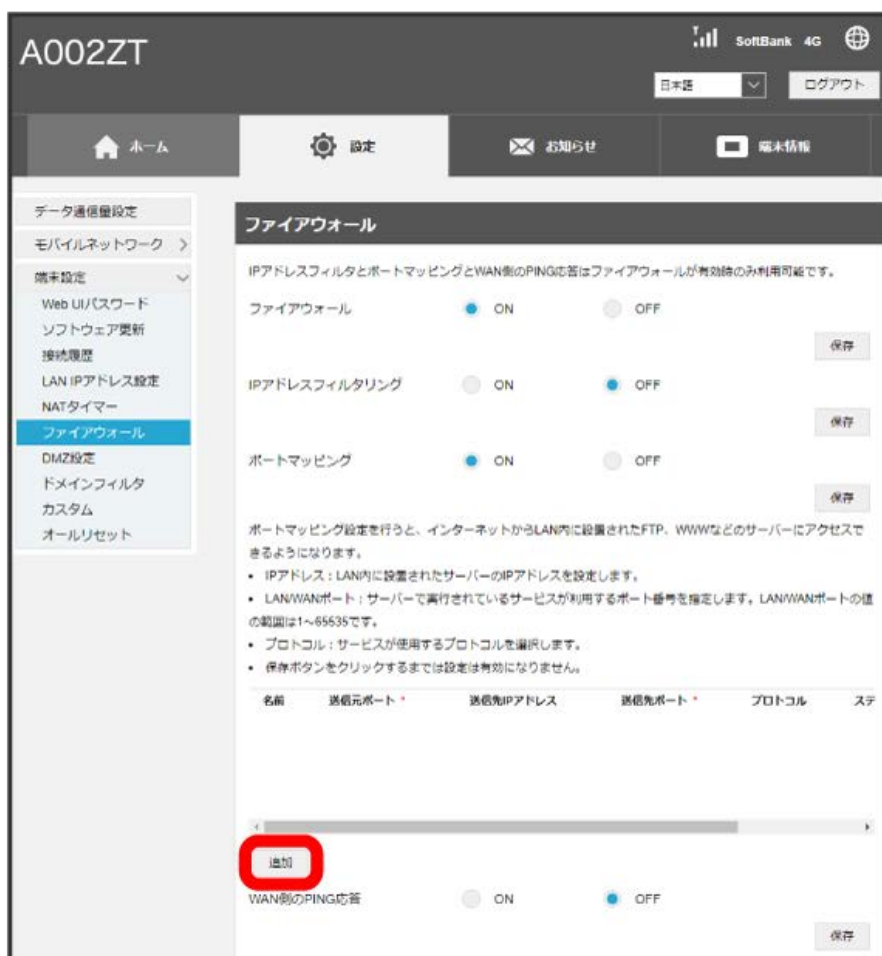 A002ZT
SoftBank 4G
日本語
ログアウト
ホーム
設定
お知らせ
端末情報
データ通信量設定
モバイルネットワーク
端末設定
Web UIパスワード
ソフトウェア更新
接続履歴
LAN IPアドレス設定
NATタイマー
ファイアウォール
DMZ設定
ドメインフィルタ
カスタム
オールリセット
ファイアウォール
IPアドレスフィルタとポートマッピングとWAN側のPING応答はファイアウォールが有効時のみ利用可能です。
ファイアウォール ON OFF
保存
IPアドレスフィルタリング ON OFF
保存
ポートマッピング ON OFF
保存
ポートマッピング設定を行うと、インターネットからLAN内に設置されたFTP、WWWなどのサーバーにアクセスで
きるようになります。
• IPアドレス：LAN内に設置されたサーバーのIPアドレスを設定します。
• LAN/WANポート：サーバーで実行されているサービスが利用するポート番号を指定します。LAN/WANポートの値
の範囲は1～65535です。
• プロトコル：サービスが使用するプロトコルを選択します。
• 保存ボタンをクリックするまでは設定は有効になりません。
名前 送信元ポート * 送信先IPアドレス 送信先ポート * プロトコル ステ
追加
WAN側のPING応答 ON OFF
保存